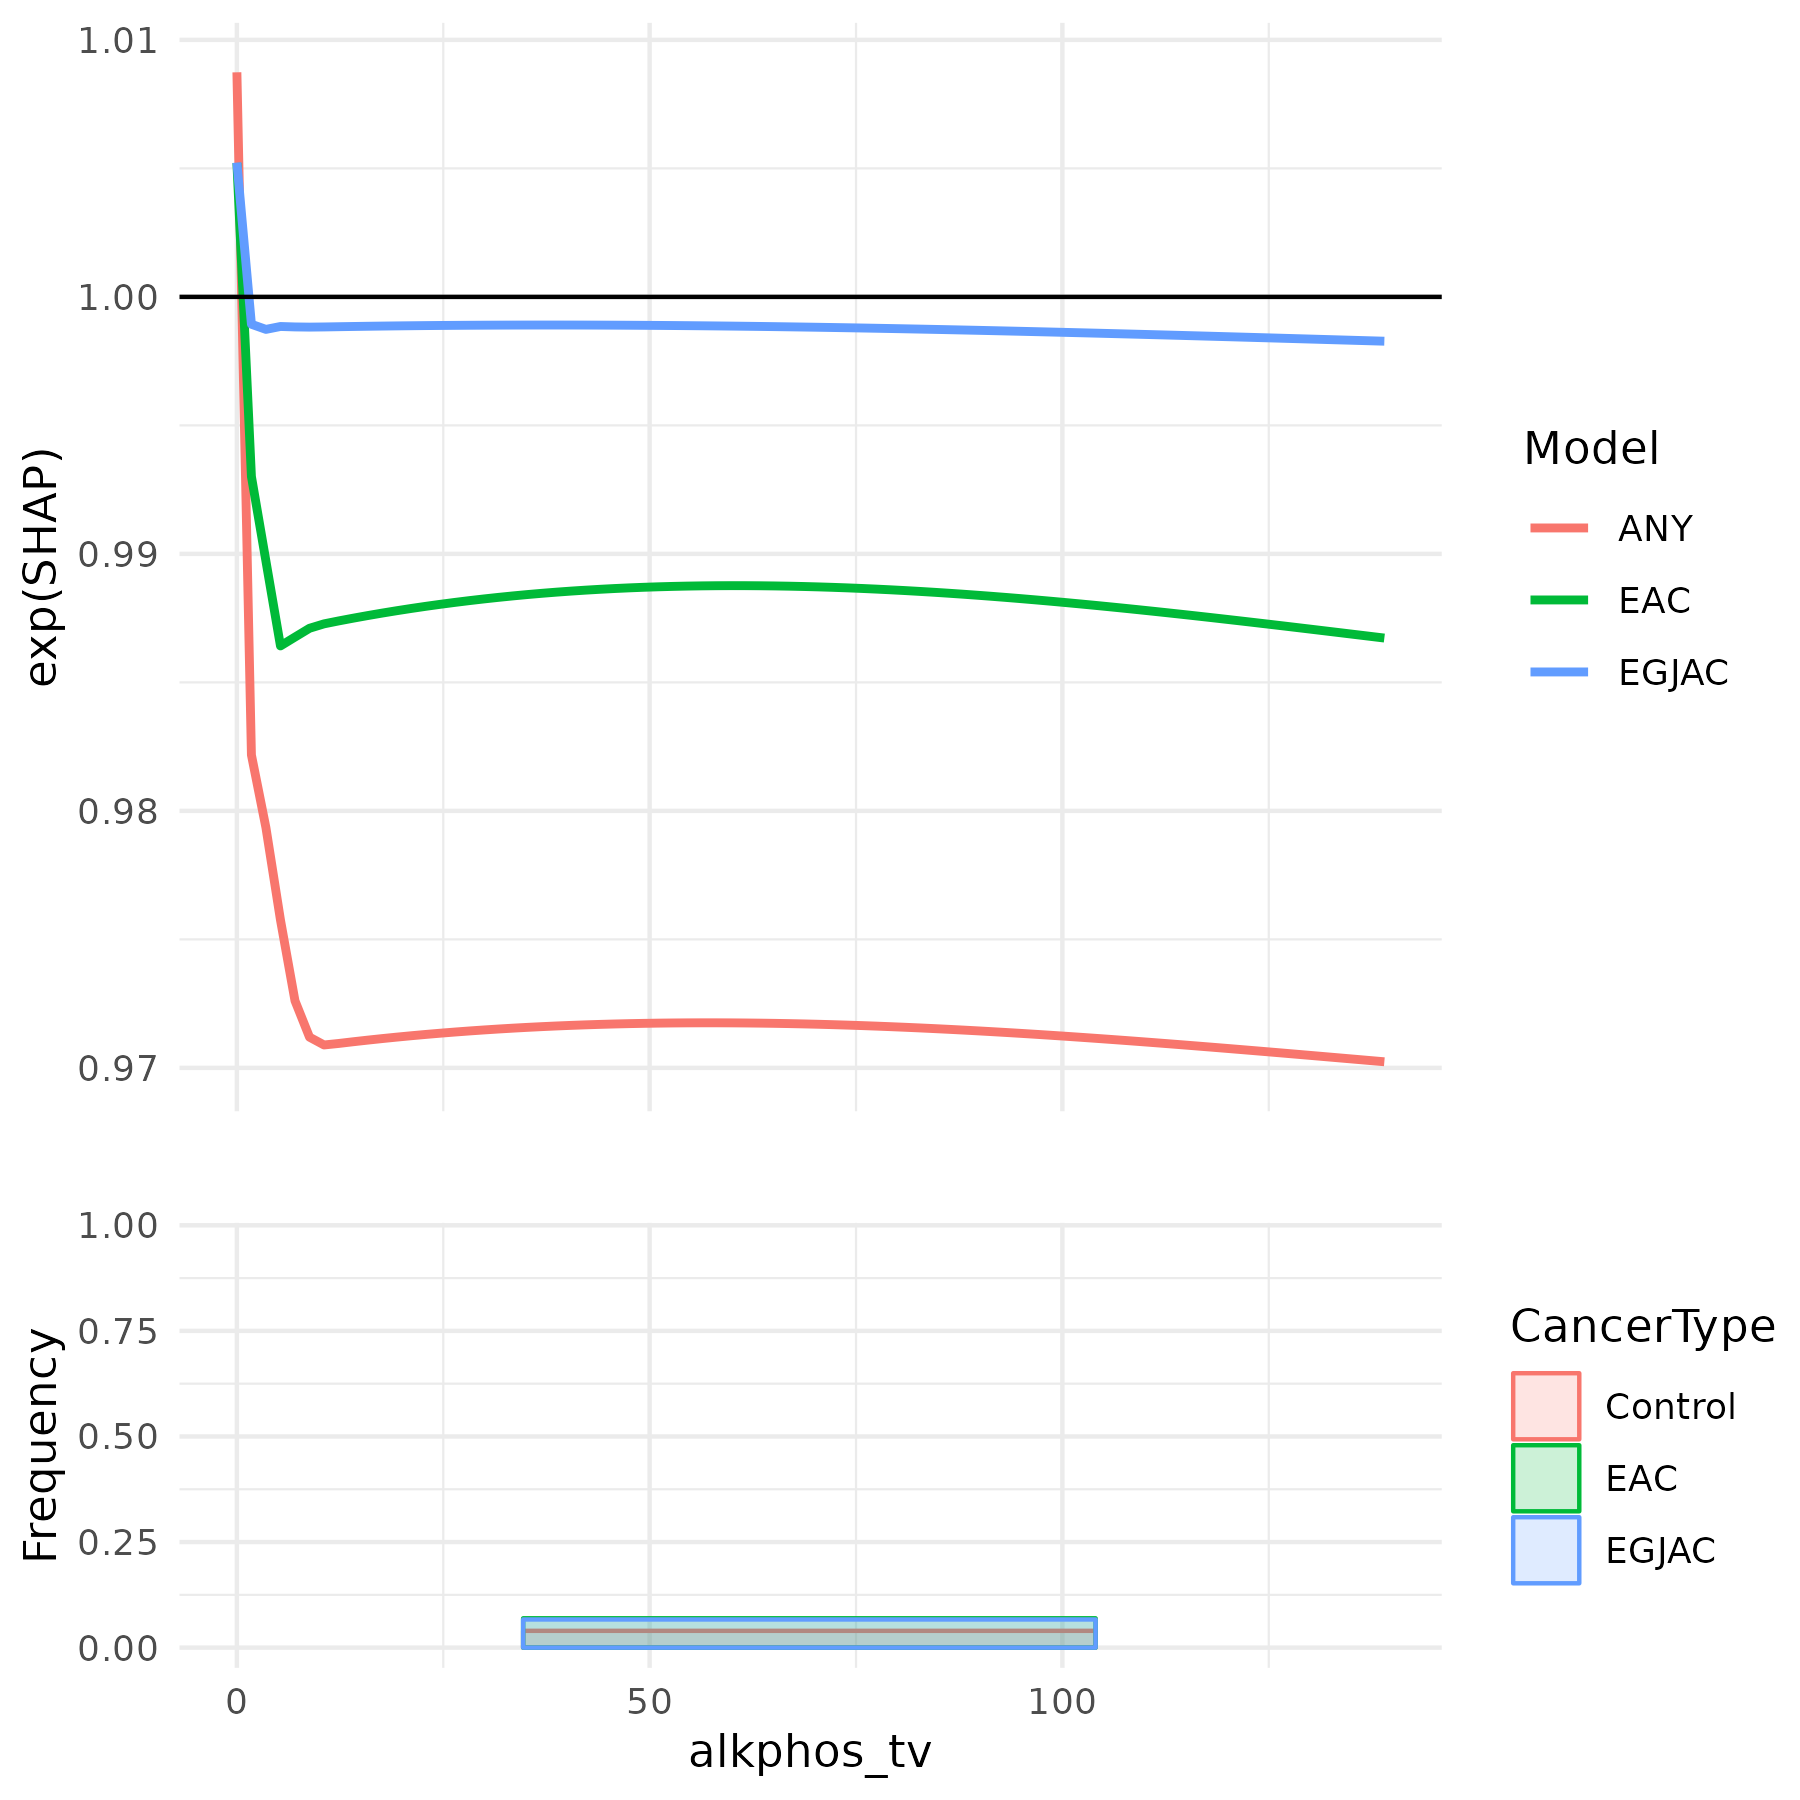 exp(SHAP)
1.01
1.00
0.99
0.98
0.97
Model
ANY
EAC
EGJAC
Frequency
1.00
0.75
0.50
0.25
0.00
0
50
100
alkphos_tv
CancerType
Control
EAC
EGJAC